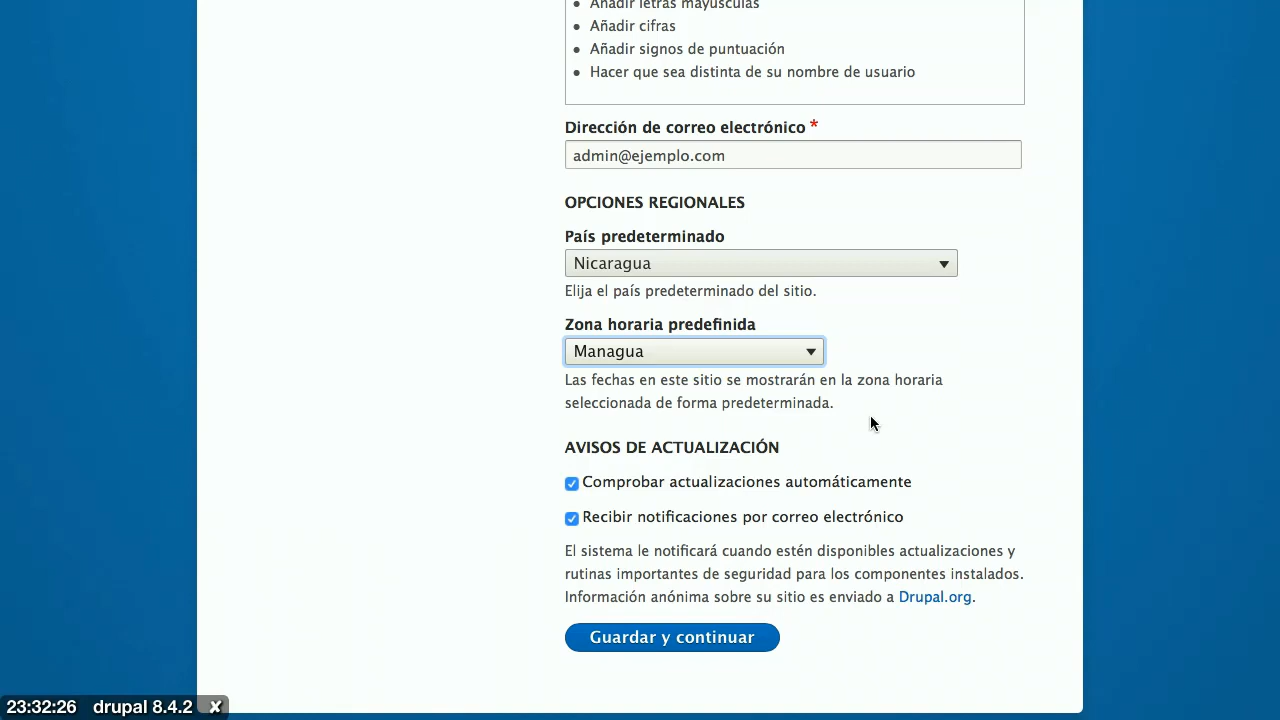 Añadir letras mayúsculas
Añadir cifras
Añadir signos de puntuación
Hacer que sea distinta de su nombre de usuario
Dirección de correo electrónico *
admin@ejemplo.com
OPCIONES REGIONALES
País predeterminado
Nicaragua
Elija el país predeterminado del sitio.
Zona horaria predefinida
Managua
Las fechas en este sitio se mostrarán en la zona horaria
seleccionada de forma predeterminada.
AVISOS DE ACTUALIZACIÓN
Comprobar actualizaciones automáticamente
Recibir notificaciones por correo electrónico
El sistema le notificará cuando estén disponibles actualizaciones y
rutinas importantes de seguridad para los componentes instalados.
Información anónima sobre su sitio es enviado a Drupal.org.
Guardar y continuar
23:32:26 drupal 8.4.2 ✘